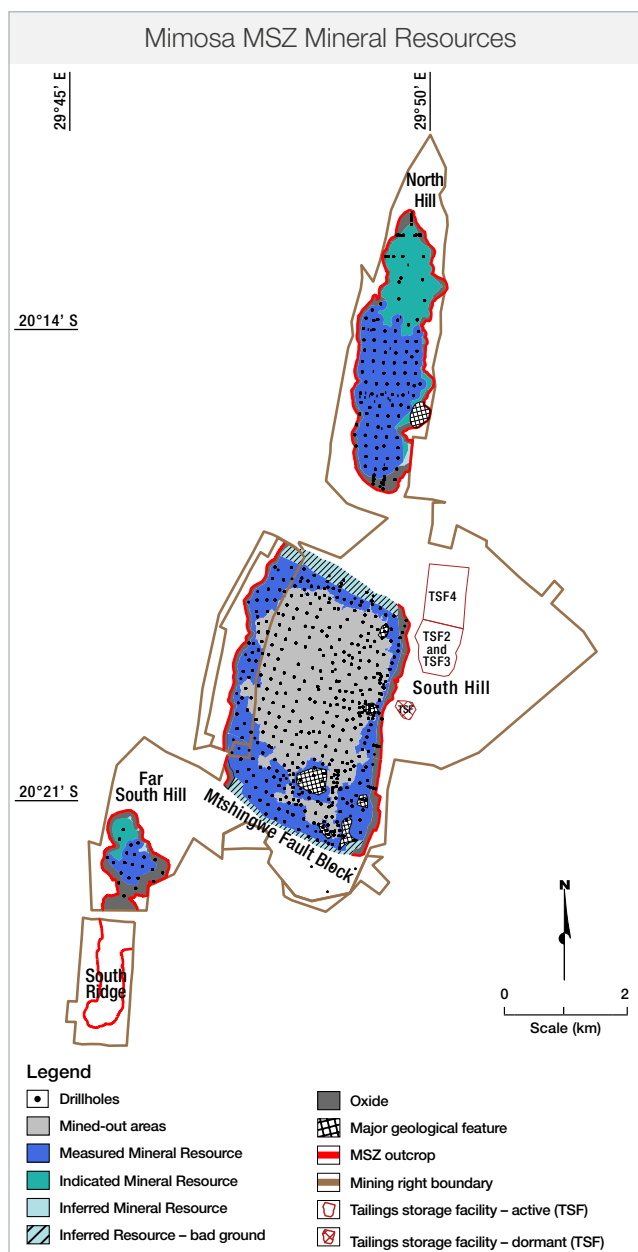 Mimosa MSZ Mineral Resources
29°45' E
29°50' E
North
Hill
20°14' S
TSF4
TSF2
and
TSF3
South Hill
TSF
20°21' S
Far
South Hill
Mtshingwe Fault Block
South
Ridge
N
0
2
Scale (km)
Legend
Drillholes
Mined-out areas
Measured Mineral Resource
Indicated Mineral Resource
Inferred Mineral Resource
Inferred Resource – bad ground
Oxide
Major geological feature
MSZ outcrop
Mining right boundary
Tailings storage facility – active (TSF)
Tailings storage facility – dormant (TSF)